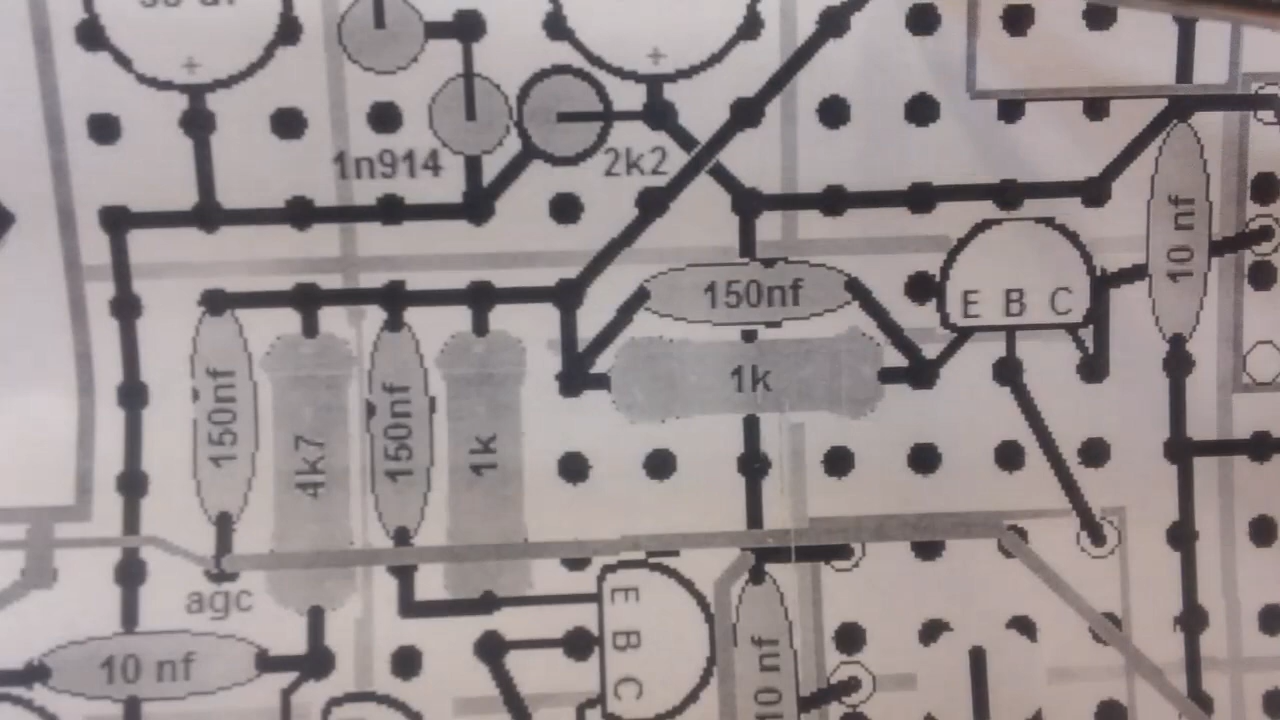 +
+
1n914
2k2
10 nf
150nf
E B C
1k
150nf
4k7
150nf
1k
agc
E B C
10 nf
10 nf